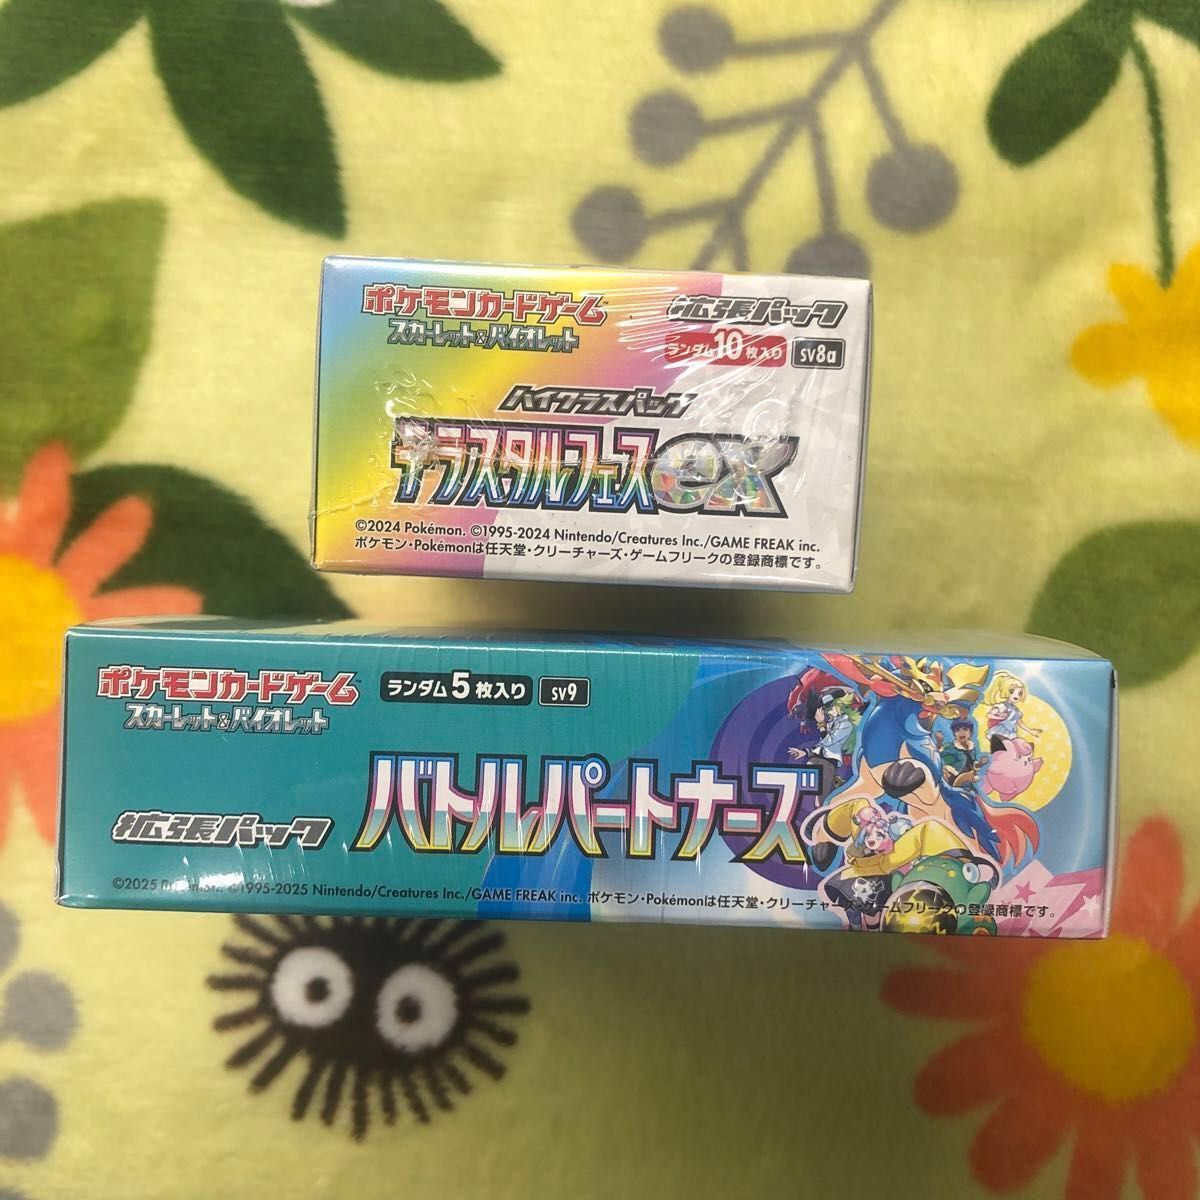 ポケモンカードゲーム™
スカーレット&バイオレット
拡張パック
ランダム10枚入り
sv8a
ハイクラスパック
テラスタルフェスex
©2024 Pokémon. ©1995-2024 Nintendo/Creatures Inc./GAME FREAK inc.
ポケモン・Pokémonは任天堂・クリーチャーズ・ゲームフリークの登録商標です。
ポケモンカードゲーム™
スカーレット&バイオレット
ランダム5枚入り
sv9
バトルパートナーズ
拡張パック
©2025 Pokémon. ©1995-2025 Nintendo/Creatures Inc./GAME FREAK inc. ポケモン・Pokémonは任天堂・クリーチャーズ・ゲームフリークの登録商標です。